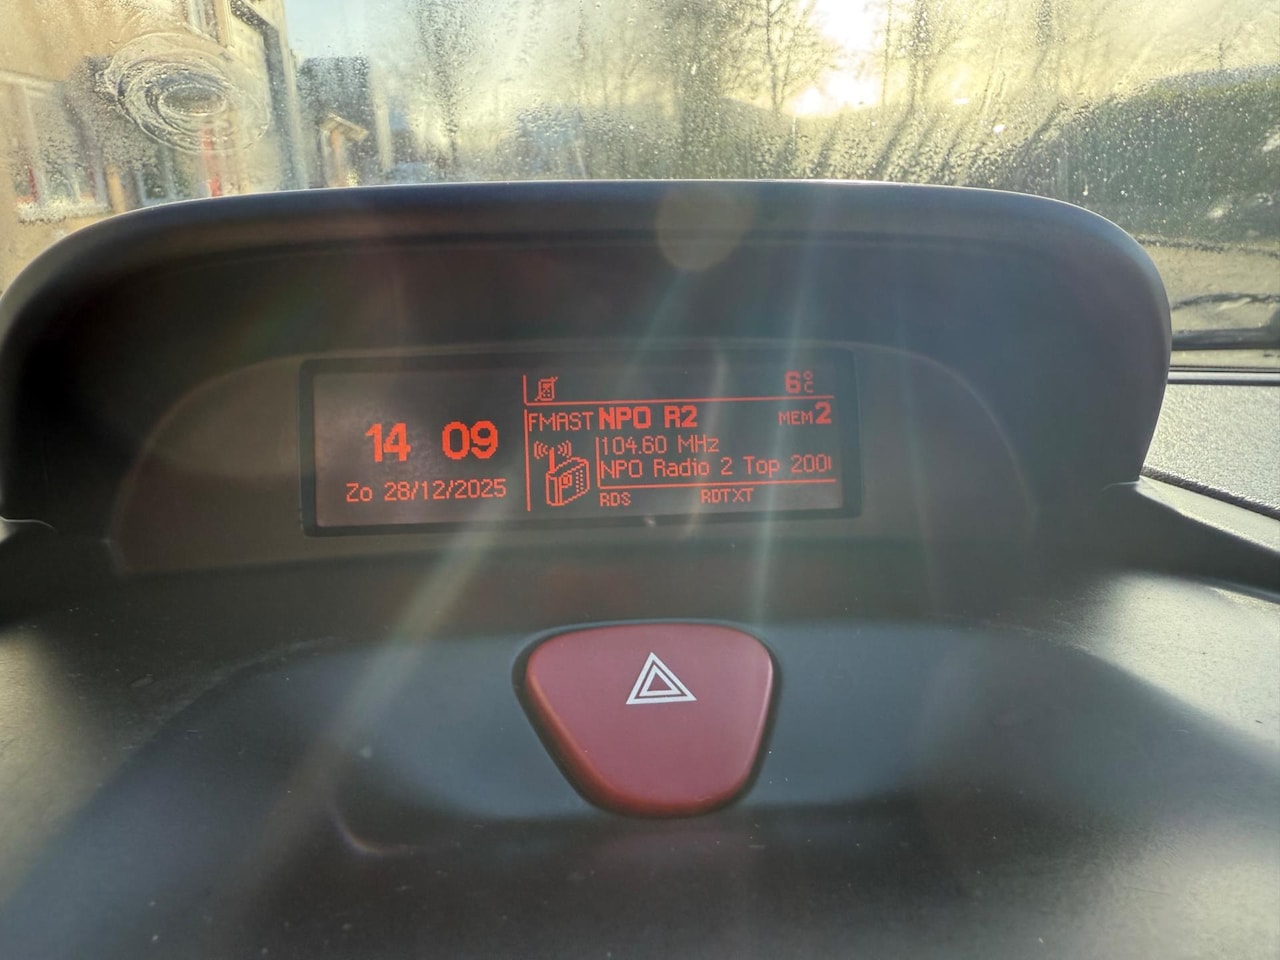 6°C
FMAST NPO R2 MEM 2
14 09
104.60 MHz
NPO Radio 2 Top 200
Zo 28/12/2025
RDS RDTXT